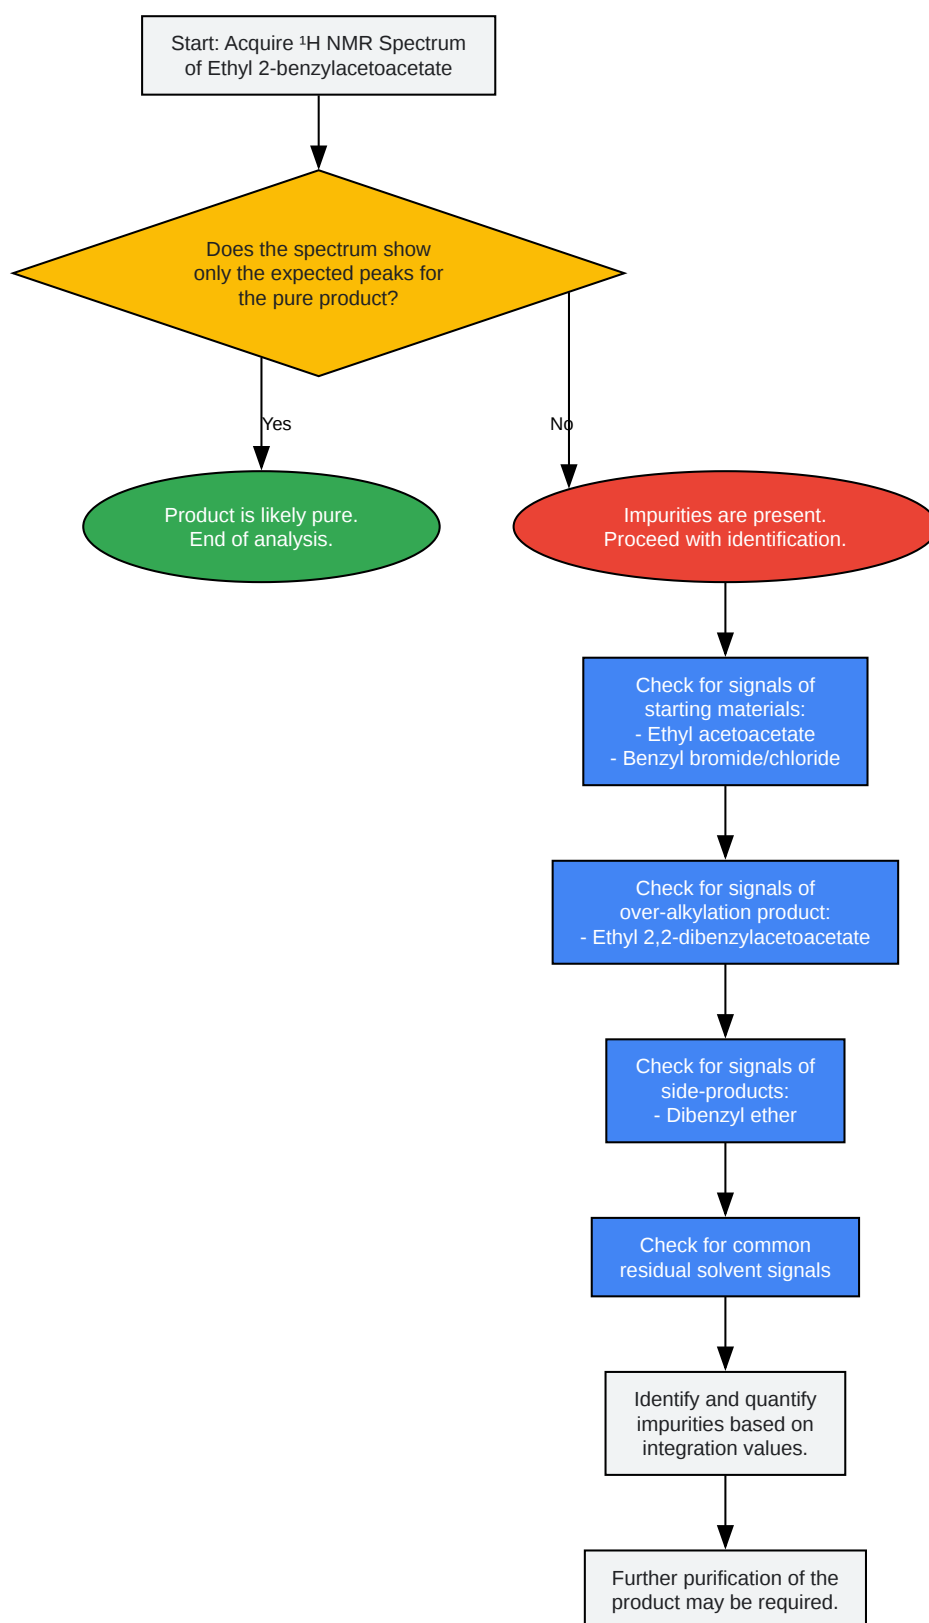 Start: Acquire ¹H NMR Spectrum
of Ethyl 2-benzylacetoacetate
Does the spectrum show
only the expected peaks for
the pure product?
Yes
No
Product is likely pure.
End of analysis.
Impurities are present.
Proceed with identification.
Check for signals of
starting materials:
- Ethyl acetoacetate
- Benzyl bromide/chloride
Check for signals of
over-alkylation product:
- Ethyl 2,2-dibenzylacetoacetate
Check for signals of
side-products:
- Dibenzyl ether
Check for common
residual solvent signals
Identify and quantify
impurities based on
integration values.
Further purification of the
product may be required.